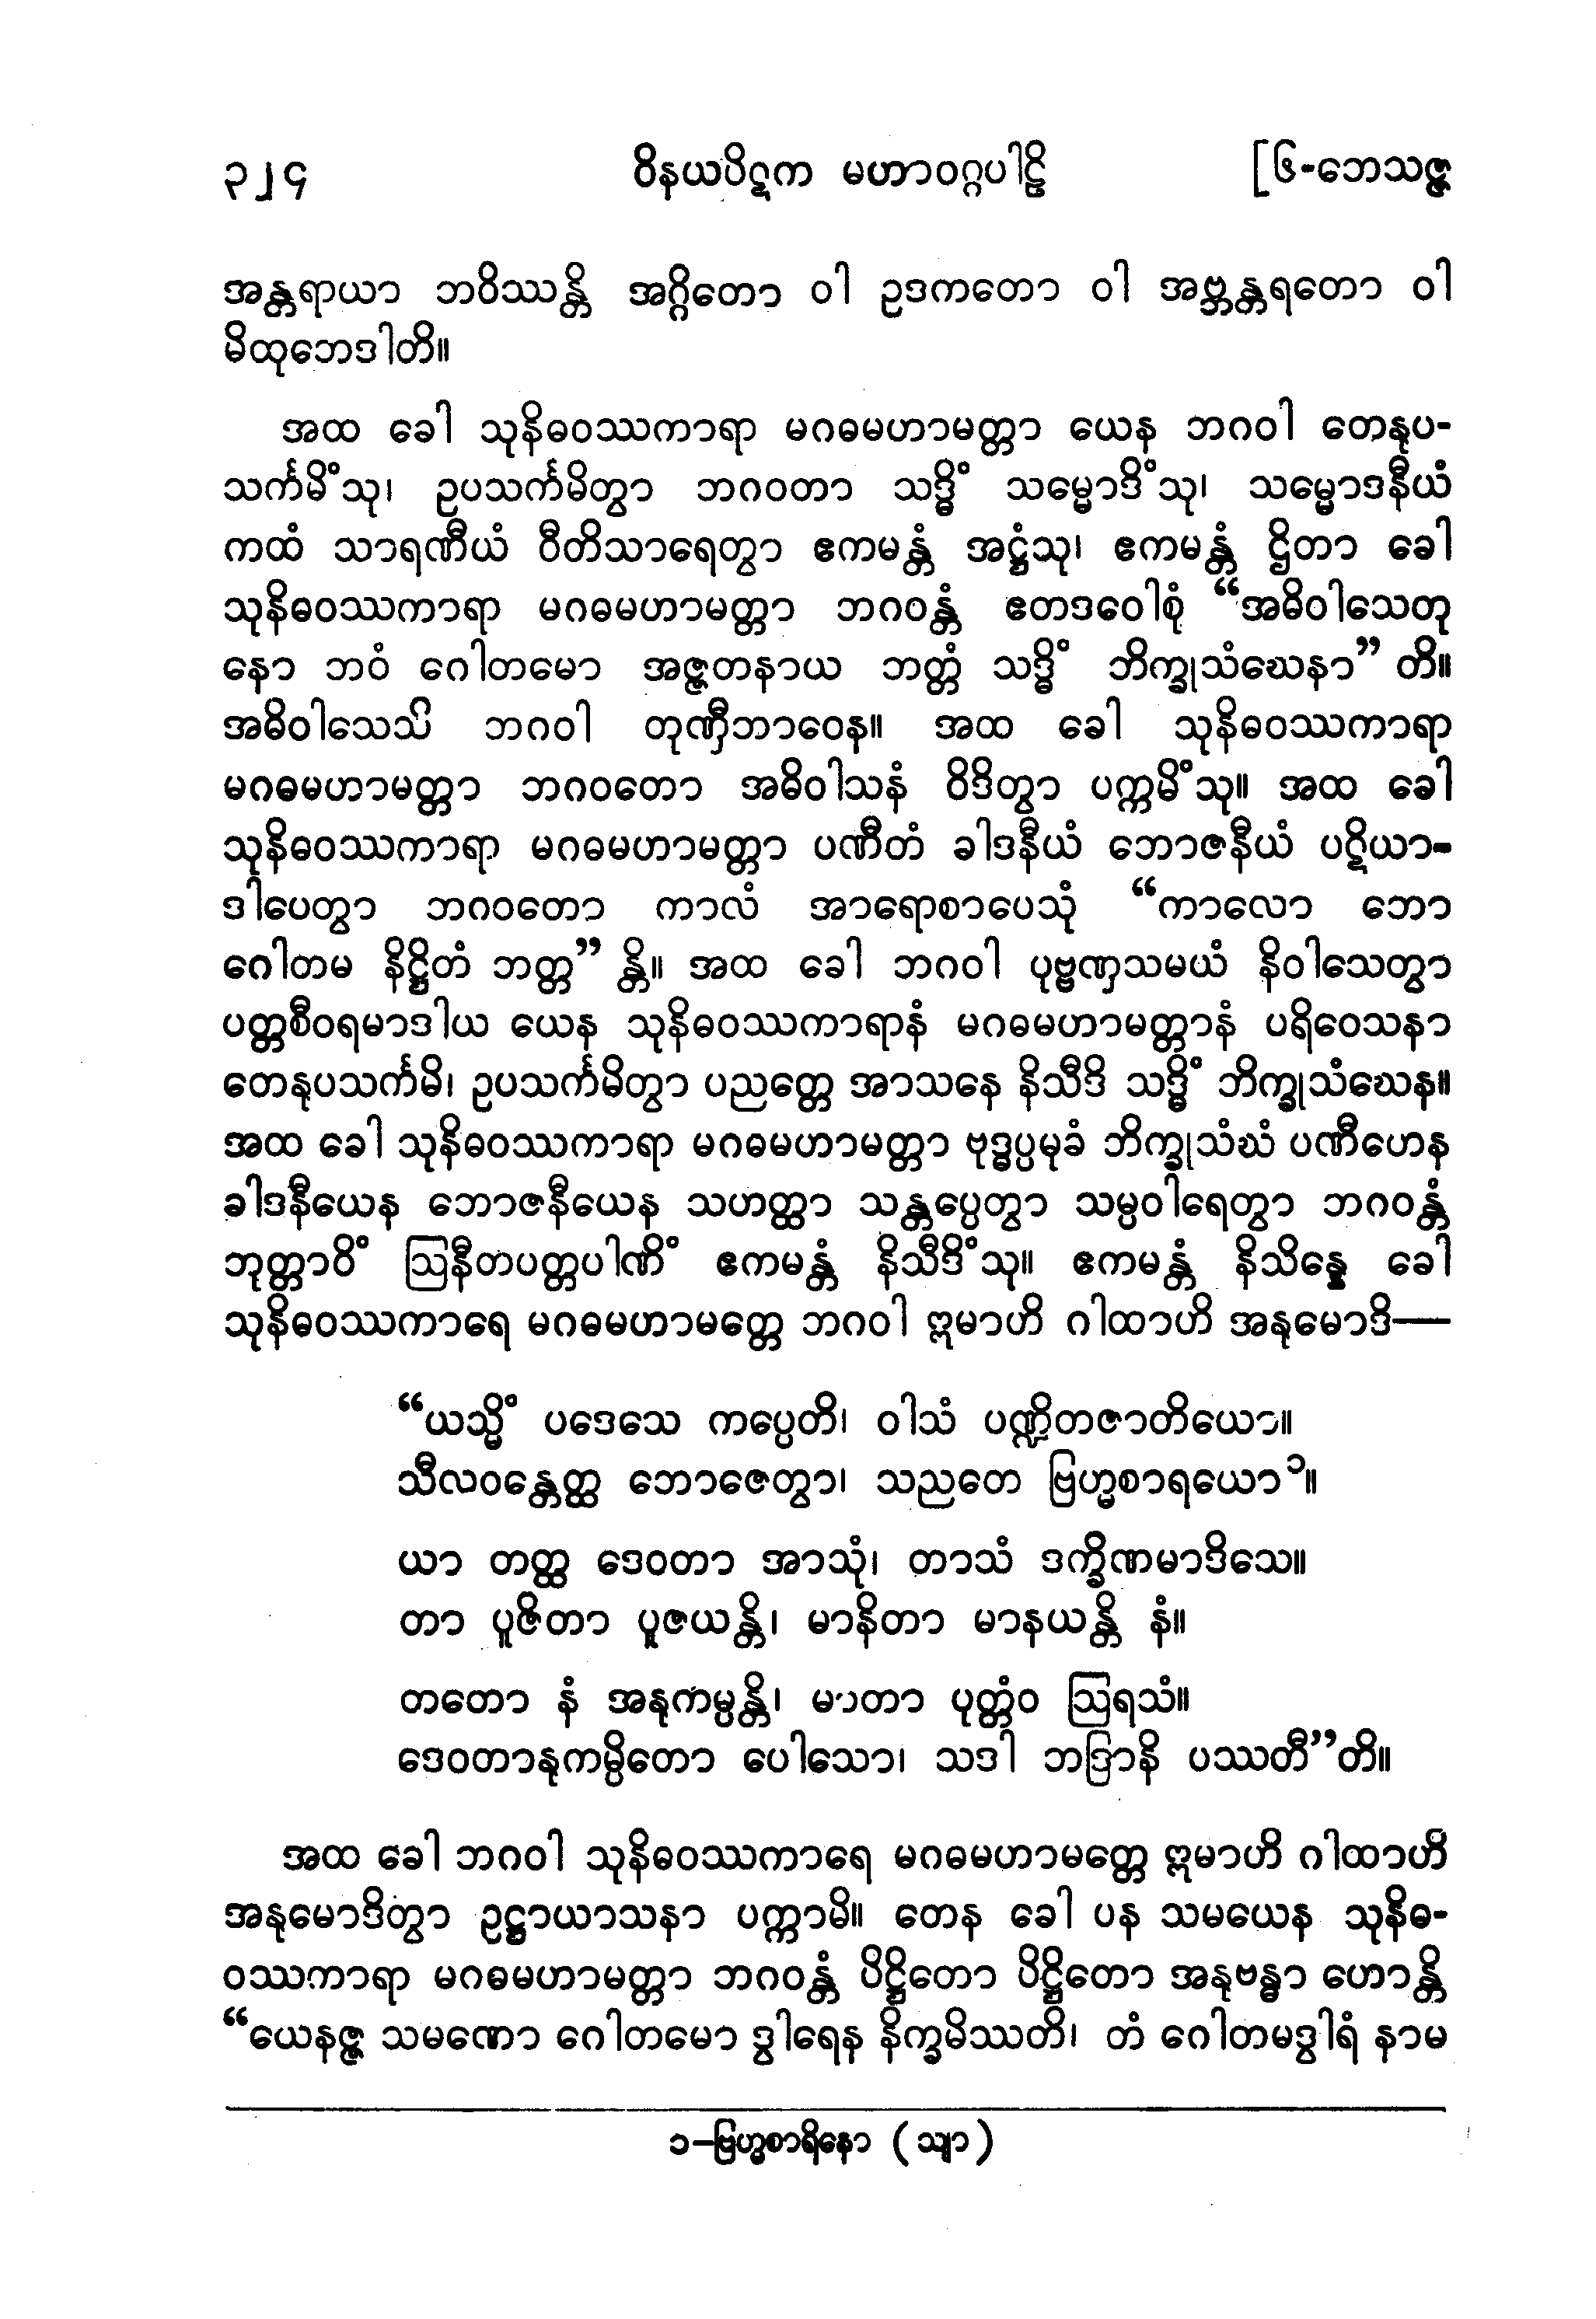 ၃၂၄ ဝိနယပိဋက မဟာဝဂ္ဂပါဠိ [၆-ဘေသဇ္ဇ
အန္တရာယာ ဘဝိဿန္တိ အဂ္ဂိတော ဝါ ဥဒကတော ဝါ အဗ္ဘန္တရတော ဝါ
မိထုဘေဒါတိ။
အထ ခေါ သုနိဓဝဿကာရာ မဂဓမဟာမတ္တာ ယေန ဘဂဝါ တေနုပ-
သင်္ကမိံသု၊ ဥပသင်္ကမိတွာ ဘဂဝတာ သဒ္ဓိံ သမ္မောဒိံသု၊ သမ္မောဒနီယံ
ကထံ သာရဏီယံ ဝီတိသာရေတွာ ဧကမန္တံ အဋ္ဌံသု၊ ဧကမန္တံ ဌိတာ ခေါ
သုနိဓဝဿကာရာ မဂဓမဟာမတ္တာ ဘဂဝန္တံ ဧတဒဝေါစုံ “အဓိဝါသေတု
နော ဘဝံ ဂေါတမော အဇ္ဇတနာယ ဘတ္တံ သဒ္ဓိံ ဘိက္ခုသံဃေနာ” တိ။
အဓိဝါသေသိ ဘဂဝါ တုဏှီဘာဝေန။ အထ ခေါ သုနိဓဝဿကာရာ
မဂဓမဟာမတ္တာ ဘဂဝတော အဓိဝါသနံ ဝိဒိတွာ ပက္ကမိံသု။ အထ ခေါ
သုနိဓဝဿကာရာ မဂဓမဟာမတ္တာ ပဏီတံ ခါဒနီယံ ဘောဇနီယံ ပဋိယာ-
ဒါပေတွာ ဘဂဝတော ကာလံ အာရောစာပေသုံ “ကာလော ဘော
ဂေါတမ နိဋ္ဌိတံ ဘတ္တ” န္တိ။ အထ ခေါ ဘဂဝါ ပုဗ္ဗဏှသမယံ နိဝါသေတွာ
ပတ္တစီဝရမာဒါယ ယေန သုနိဓဝဿကာရာနံ မဂဓမဟာမတ္တာနံ ပရိဝေသနာ
တေနုပသင်္ကမိ၊ ဥပသင်္ကမိတွာ ပညတ္တေ အာသနေ နိသီဒိ သဒ္ဓိံ ဘိက္ခုသံဃေန။
အထ ခေါ သုနိဓဝဿကာရာ မဂဓမဟာမတ္တာ ဗုဒ္ဓပ္ပမုခံ ဘိက္ခုသံဃံ ပဏီဟေန
ခါဒနီယေန ဘောဇနီယေန သဟတ္ထာ သန္တပ္ပေတွာ သမ္ပဝါရေတွာ ဘဂဝန္တံ
ဘုတ္တာဝိံ ဩနီတပတ္တပါဏိံ ဧကမန္တံ နိသီဒိံသု။ ဧကမန္တံ နိသိန္နေ ခေါ
သုနိဓဝဿကာရေ မဂဓမဟာမတ္တေ ဘဂဝါ ဣမာဟိ ဂါထာဟိ အနုမောဒိ—
“ယသ္မိံ ပဒေသေ ကပ္ပေတိ၊ ဝါသံ ပဏ္ဍိတဇာတိယော။
သီလဝန္တေတ္ထ ဘောဇေတွာ၊ သညတေ ဗြဟ္မစာရယော၁။
ယာ တတ္ထ ဒေဝတာ အာသုံ၊ တာသံ ဒက္ခိဏမာဒိသေ။
တာ ပူဇိတာ ပူဇယန္တိ၊ မာနိတာ မာနယန္တိ နံ။
တတော နံ အနုကမ္ပန္တိ၊ မာတာ ပုတ္တံဝ ဩရသံ။
ဒေဝတာနုကမ္ပိတော ပေါသော၊ သဒါ ဘဒြာနိ ပဿတီ”တိ။
အထ ခေါ ဘဂဝါ သုနိဓဝဿကာရေ မဂဓမဟာမတ္တေ ဣမာဟိ ဂါထာဟိ
အနုမောဒိတွာ ဥဋ္ဌာယာသနာ ပက္ကာမိ။ တေန ခေါ ပန သမယေန သုနိဓ-
ဝဿကာရာ မဂဓမဟာမတ္တာ ဘဂဝန္တံ ပိဋ္ဌိတော ပိဋ္ဌိတော အနုဗန္ဓာ ဟောန္တိ
“ယေနဇ္ဇ သမဏော ဂေါတမော ဒွါရေန နိက္ခမိဿတိ၊ တံ ဂေါတမဒွါရံ နာမ
၁-ဗြဟ္မစာရိနော (သျာ)